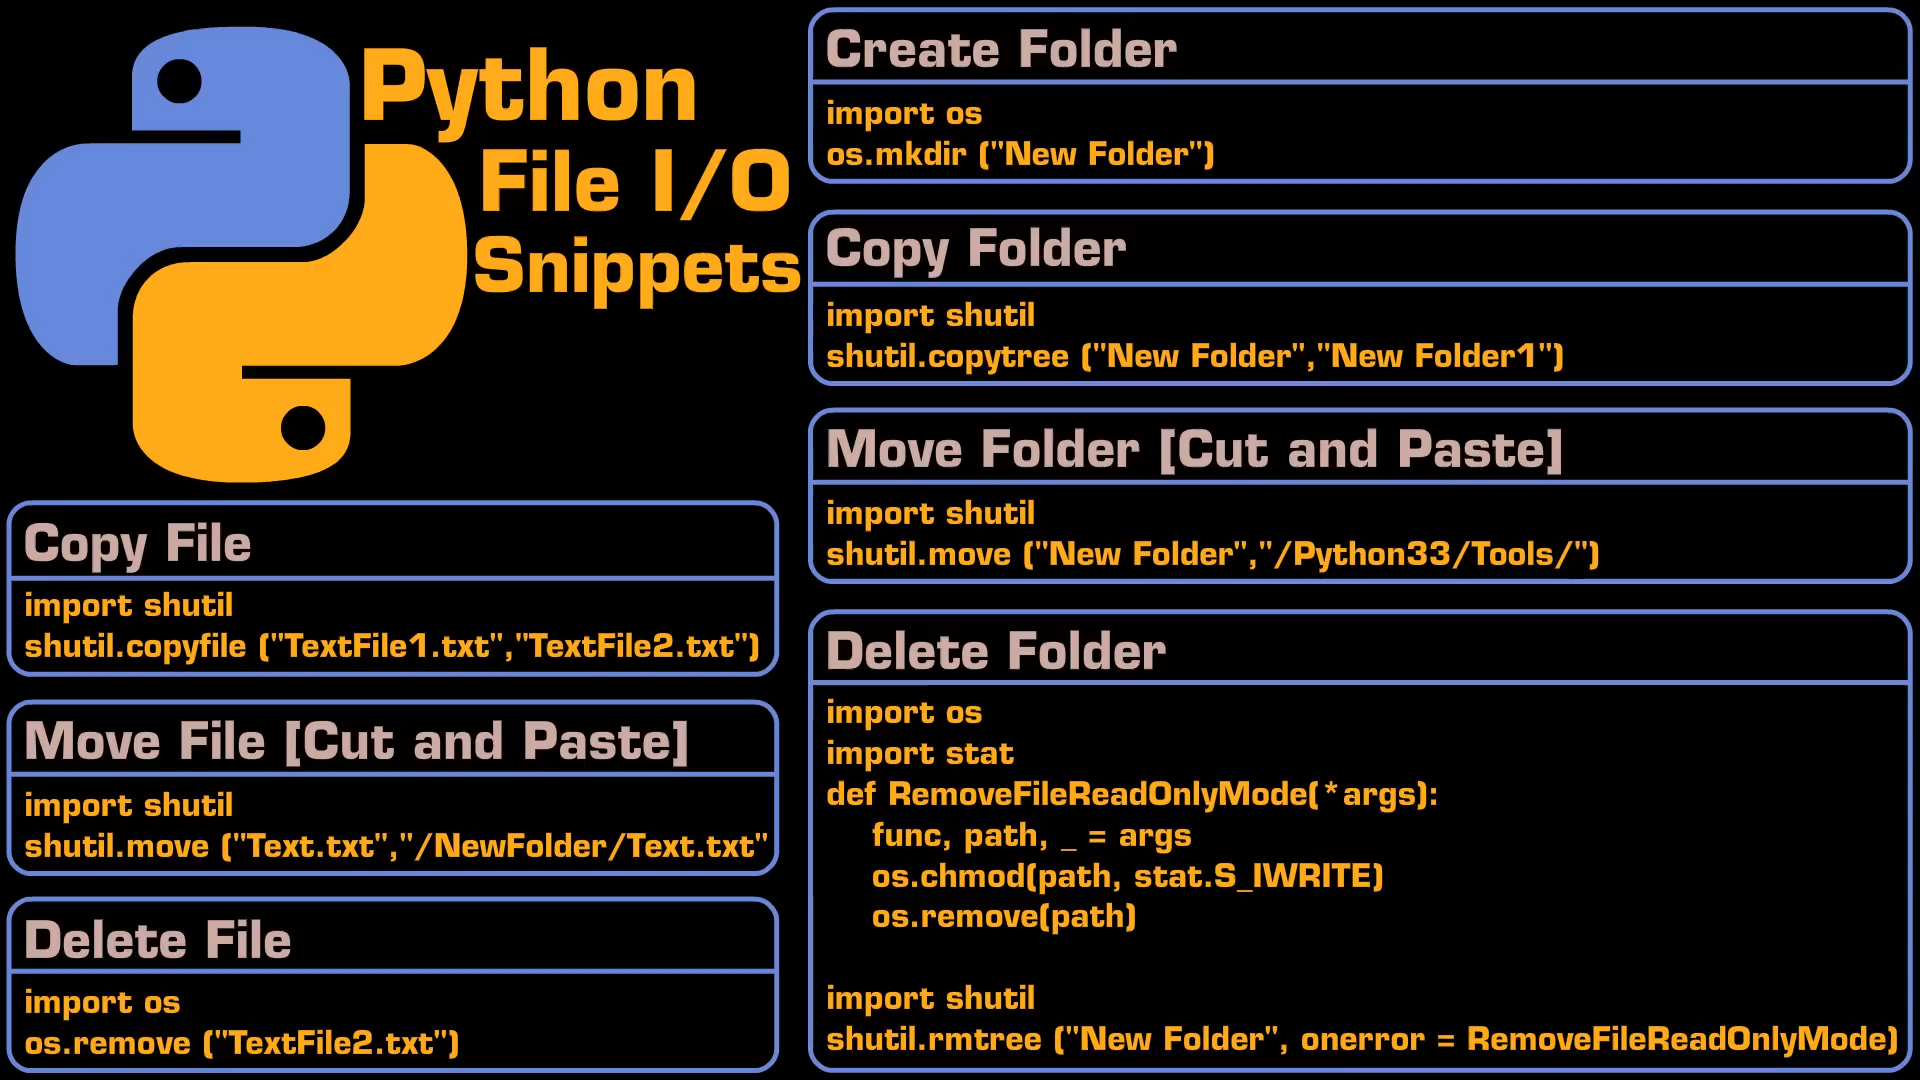 Python
File I/O
Snippets
Copy File
import shutil
shutil.copyfile ("TextFile1.txt","TextFile2.txt")
Move File [Cut and Paste]
import shutil
shutil.move ("Text.txt","/NewFolder/Text.txt"
Delete File
import os
os.remove ("TextFile2.txt")
Create Folder
import os
os.mkdir ("New Folder")
Copy Folder
import shutil
shutil.copytree ("New Folder","New Folder1")
Move Folder [Cut and Paste]
import shutil
shutil.move ("New Folder","/Python33/Tools/")
Delete Folder
import os
import stat
def RemoveFileReadOnlyMode(*args):
func, path, _ = args
os.chmod(path, stat.S_IWRITE)
os.remove(path)
import shutil
shutil.rmtree ("New Folder", onerror = RemoveFileReadOnlyMode)